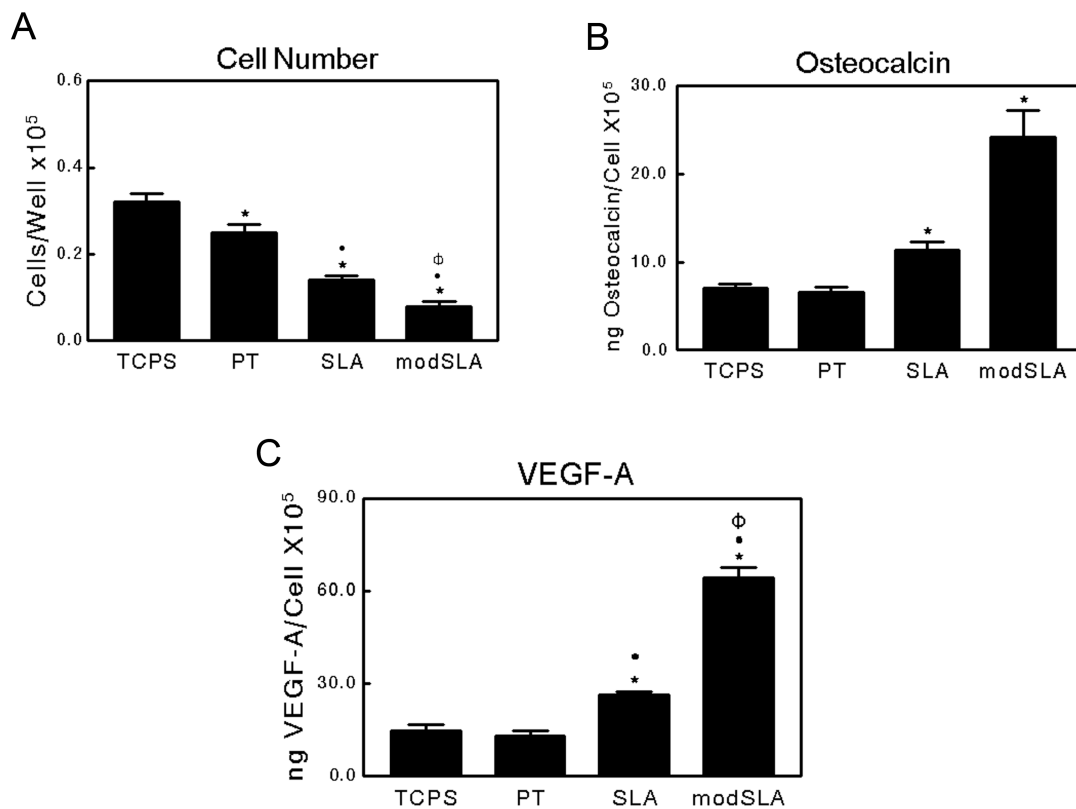 A
Cell Number
Cells/Well x10⁵
0.6
0.4
0.2
0.0
*
•
*
ϕ
•
*
TCPS PT SLA modSLA
B
Osteocalcin
ng Osteocalcin/Cell X10⁵
30.0
20.0
10.0
0.0
*
*
TCPS PT SLA modSLA
C
VEGF-A
ng VEGF-A/Cell X10⁵
90.0
60.0
30.0
0.0
•
*
ϕ
•
*
TCPS PT SLA modSLA